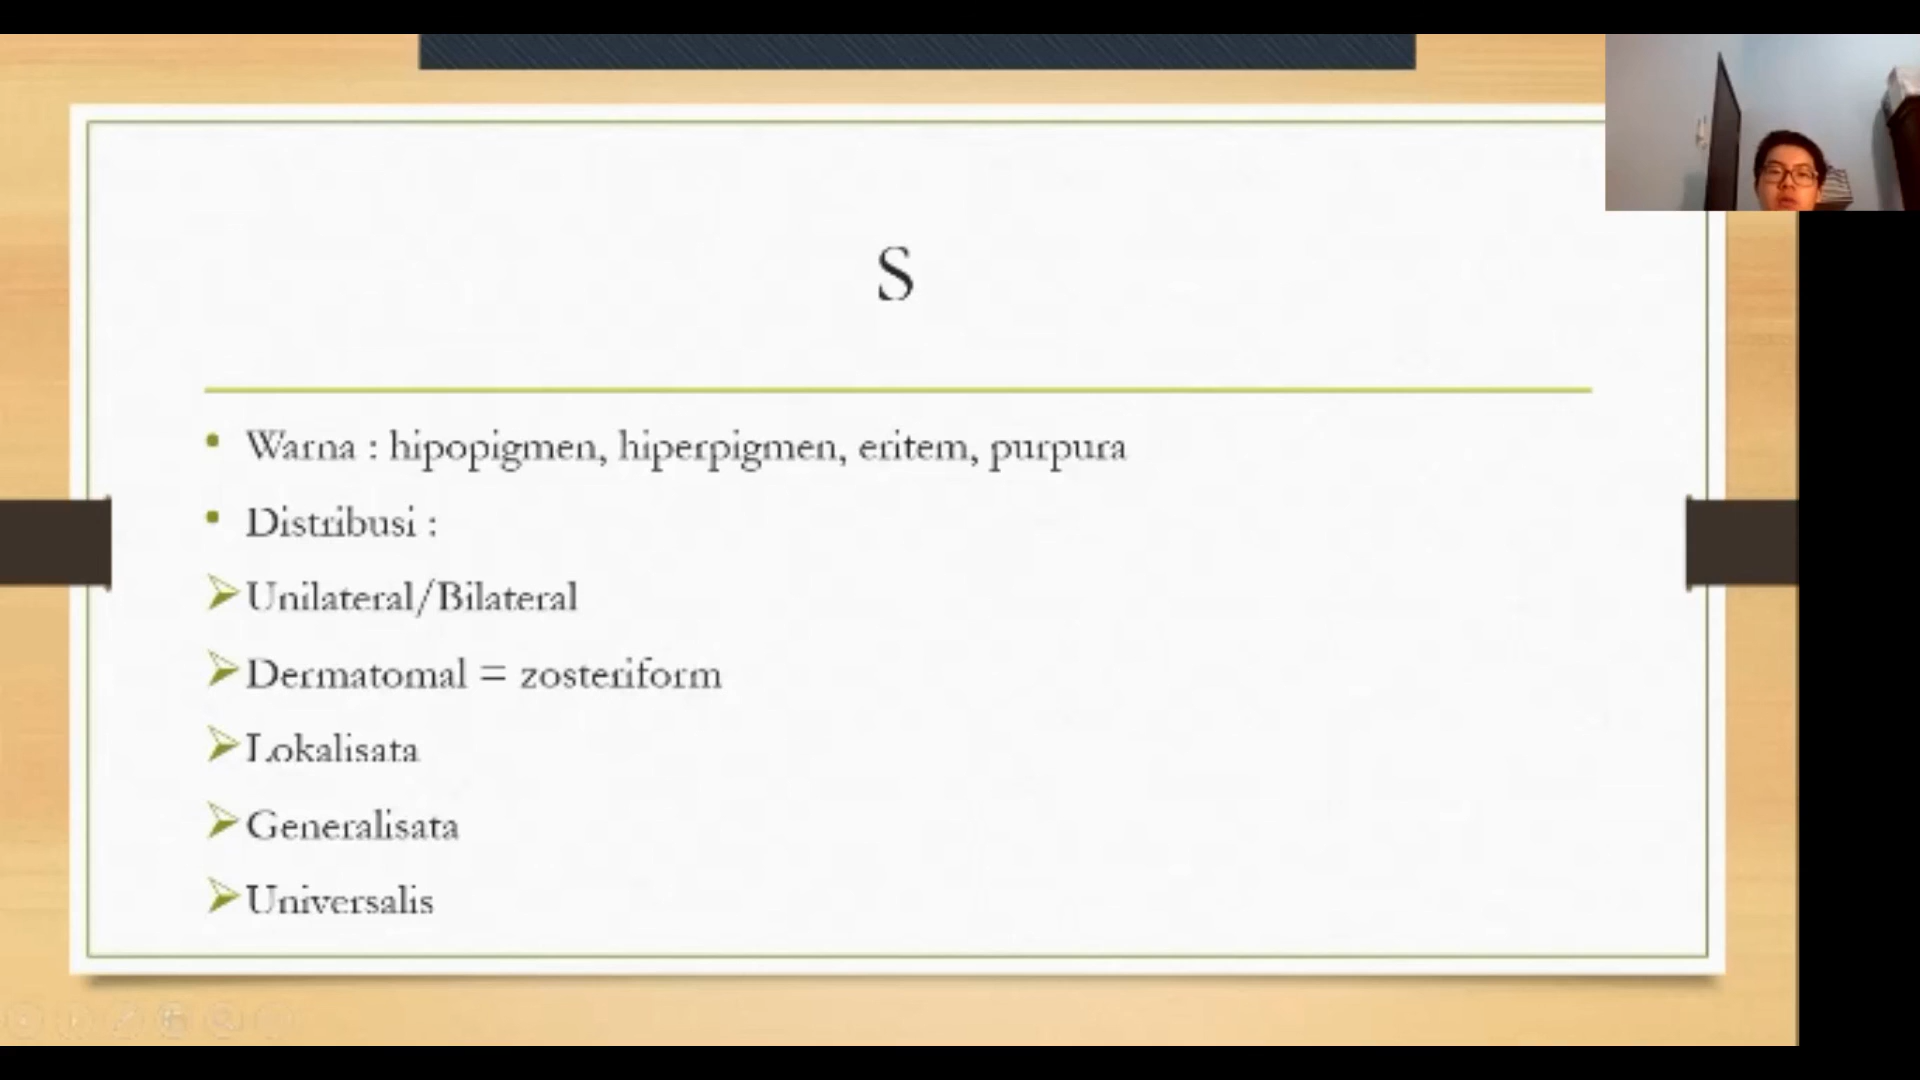 S
Warna : hipopigmen, hiperpigmen, eritem, purpura
Distribusi :
Unilateral/Bilateral
Dermatomal = zosteriform
Lokalisata
Generalisata
Universalis